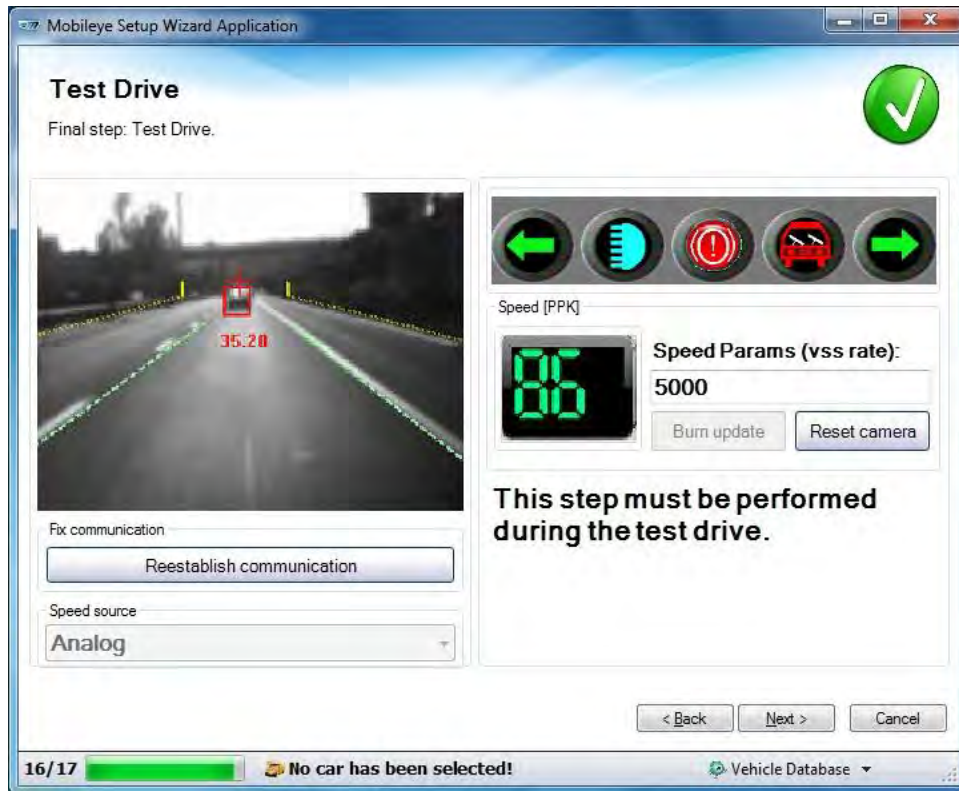 Mobileye Setup Wizard Application
Test Drive
Final step: Test Drive.
35.20
Fix communication
Reestablish communication
Speed source
Analog
Speed [PPK]
86
Speed Params (vss rate):
5000
Burn update
Reset camera
This step must be performed
during the test drive.
< Back
Next >
Cancel
16/17
No car has been selected!
Vehicle Database